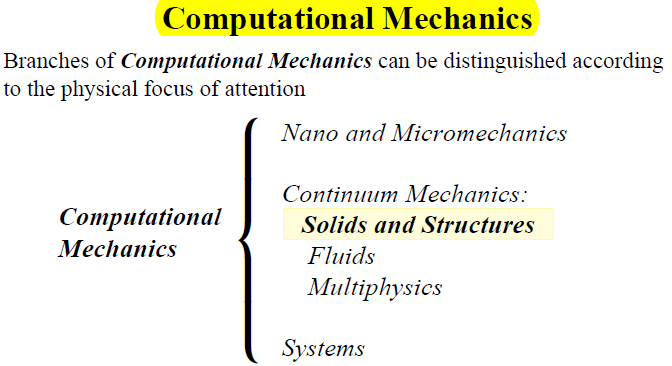 Computational Mechanics
Branches of Computational Mechanics can be distinguished according
to the physical focus of attention
Computational
Mechanics
Nano and Micromechanics
Continuum Mechanics:
Solids and Structures
Fluids
Multiphysics
Systems